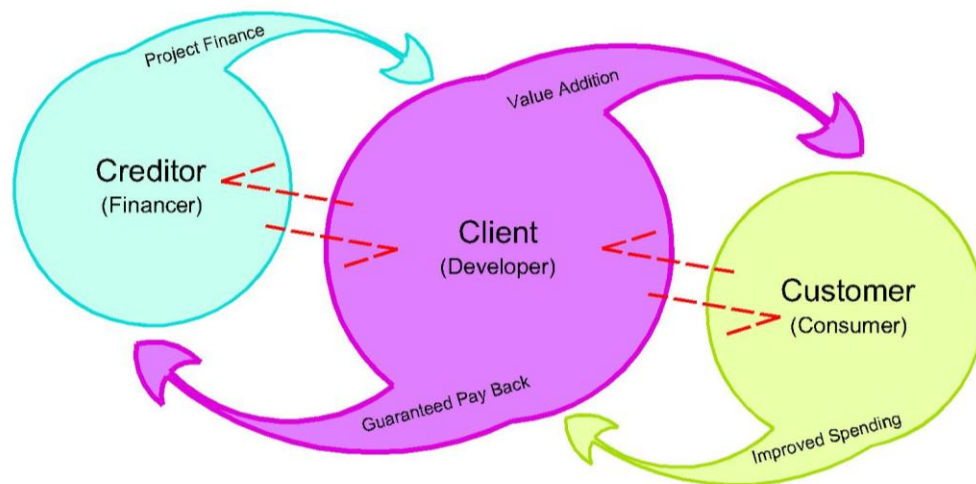 Project Finance
Value Addition
Creditor
(Financer)
Client
(Developer)
Customer
(Consumer)
Guaranteed Pay Back
Improved Spending